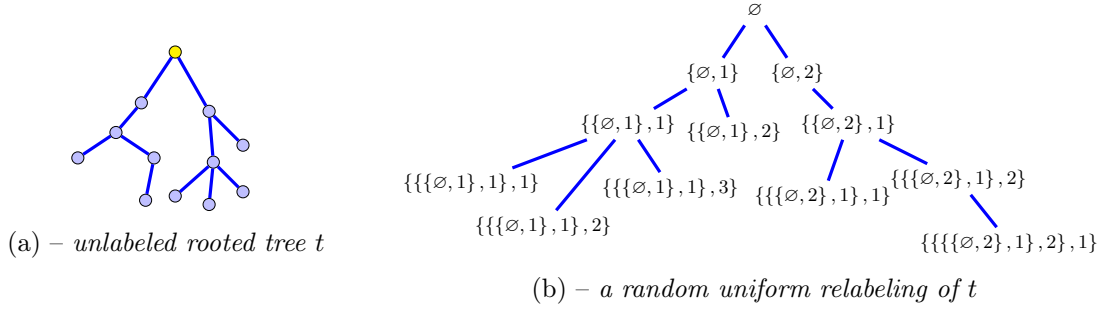 ∅
{∅, 1} {∅, 2}
{{∅, 1} , 1} {{∅, 1} , 2} {{∅, 2} , 1}
{{{∅, 1} , 1} , 1} {{{∅, 1} , 1} , 3} {{{∅, 2} , 1} , 1} {{{∅, 2} , 1} , 2}
{{{∅, 1} , 1} , 2}
{{{{∅, 2} , 1} , 2} , 1}
(a) – unlabeled rooted tree t
(b) – a random uniform relabeling of t